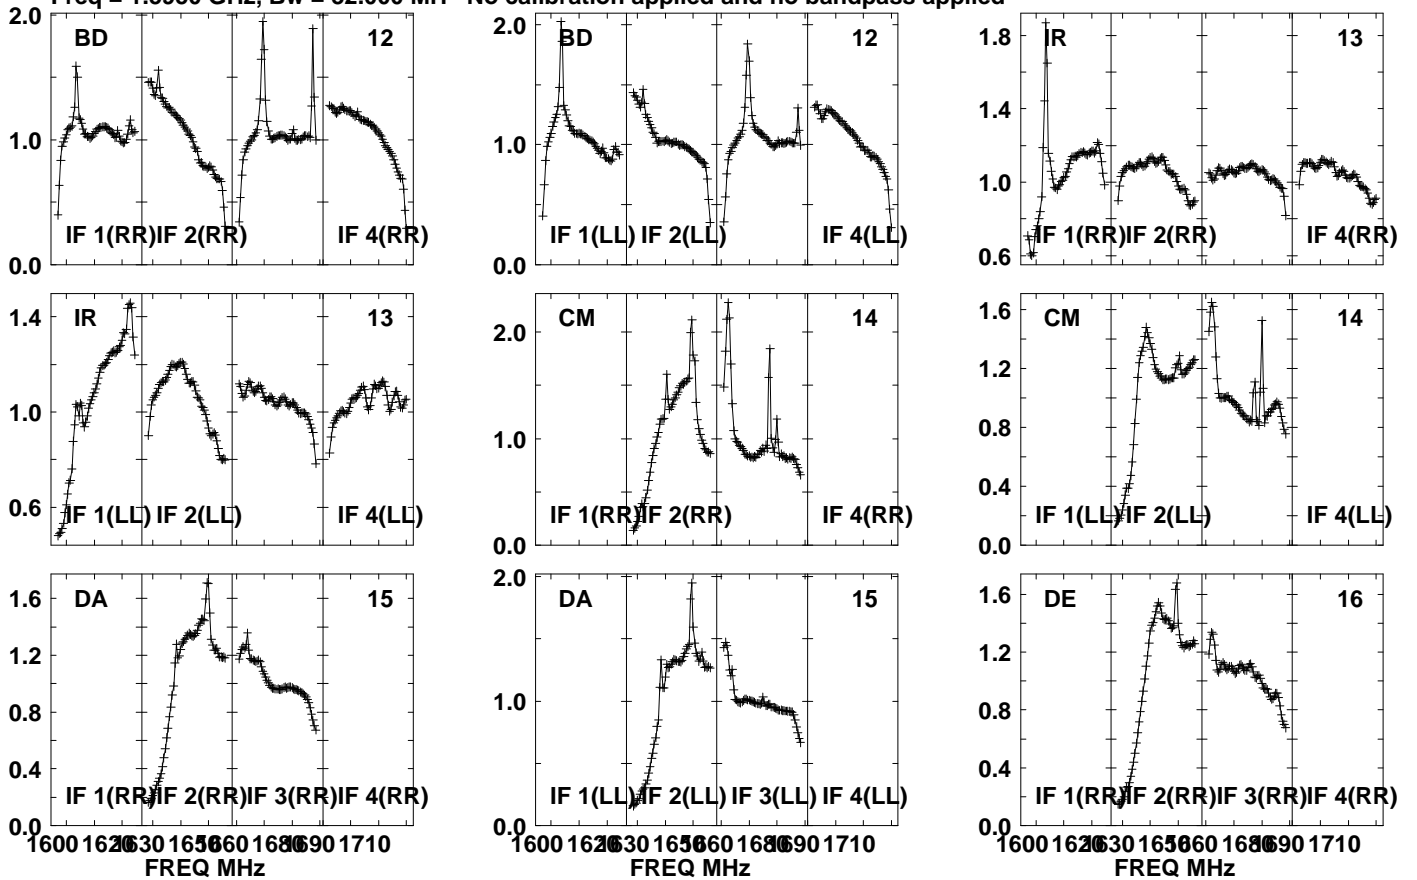 No calibration applied and no bandpass applied
BD 12
2.0
1.0
0.0
IF 1(RR) IF 2(RR) IF 4(RR)
BD 12
2.0
1.0
0.0
IF 1(LL) IF 2(LL) IF 4(LL)
IR 13
1.8
1.4
1.0
0.6
IF 1(RR) IF 2(RR) IF 4(RR)
IR 13
1.4
1.0
0.6
IF 1(LL) IF 2(LL) IF 4(LL)
CM 14
2.0
1.0
0.0
IF 1(RR) IF 2(RR) IF 4(RR)
CM 14
1.6
1.2
0.8
0.4
0.0
IF 1(LL) IF 2(LL) IF 4(LL)
DA 15
1.6
1.2
0.8
0.4
0.0
IF 1(RR) IF 2(RR) IF 3(RR) IF 4(RR)
1600 1620 1630 1650 1660 1680 1690 1710
FREQ MHz
DA 15
2.0
1.0
0.0
IF 1(LL) IF 2(LL) IF 3(LL) IF 4(LL)
1600 1620 1630 1650 1660 1680 1690 1710
FREQ MHz
DE 16
1.6
1.2
0.8
0.4
0.0
IF 1(RR) IF 2(RR) IF 3(RR) IF 4(RR)
1600 1620 1630 1650 1660 1680 1690 1710
FREQ MHz